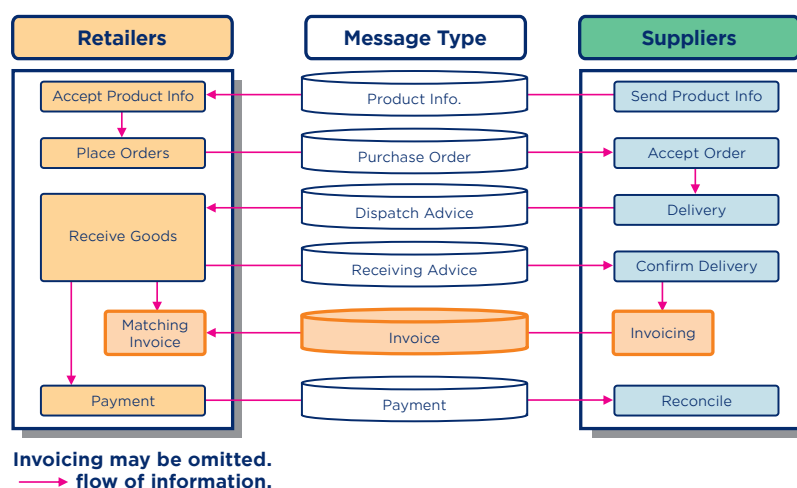 Retailers
Message Type
Suppliers
Accept Product Info
Product Info.
Send Product Info
Place Orders
Purchase Order
Accept Order
Receive Goods
Dispatch Advice
Delivery
Receiving Advice
Confirm Delivery
Matching
Invoice
Invoice
Invoicing
Payment
Payment
Reconcile
Invoicing may be omitted.
flow of information.